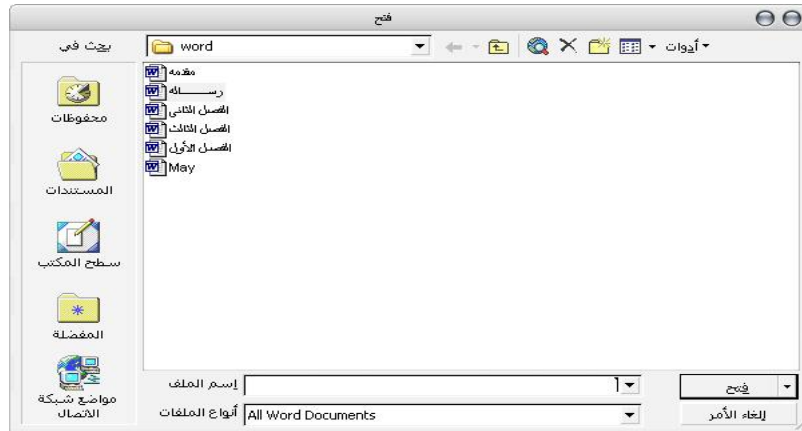 فتح
بحث في
word
أدوات
محفوظات
المستندات
سطح المكتب
المفضلة
مواضع شبكة
الاتصال
مقدمه
رســـــاله
الفصل الثانى
الفصل الثالث
الفصل الأول
May
إسم الملف
فتح
أنواع الملفات
All Word Documents
إلغاء الأمر